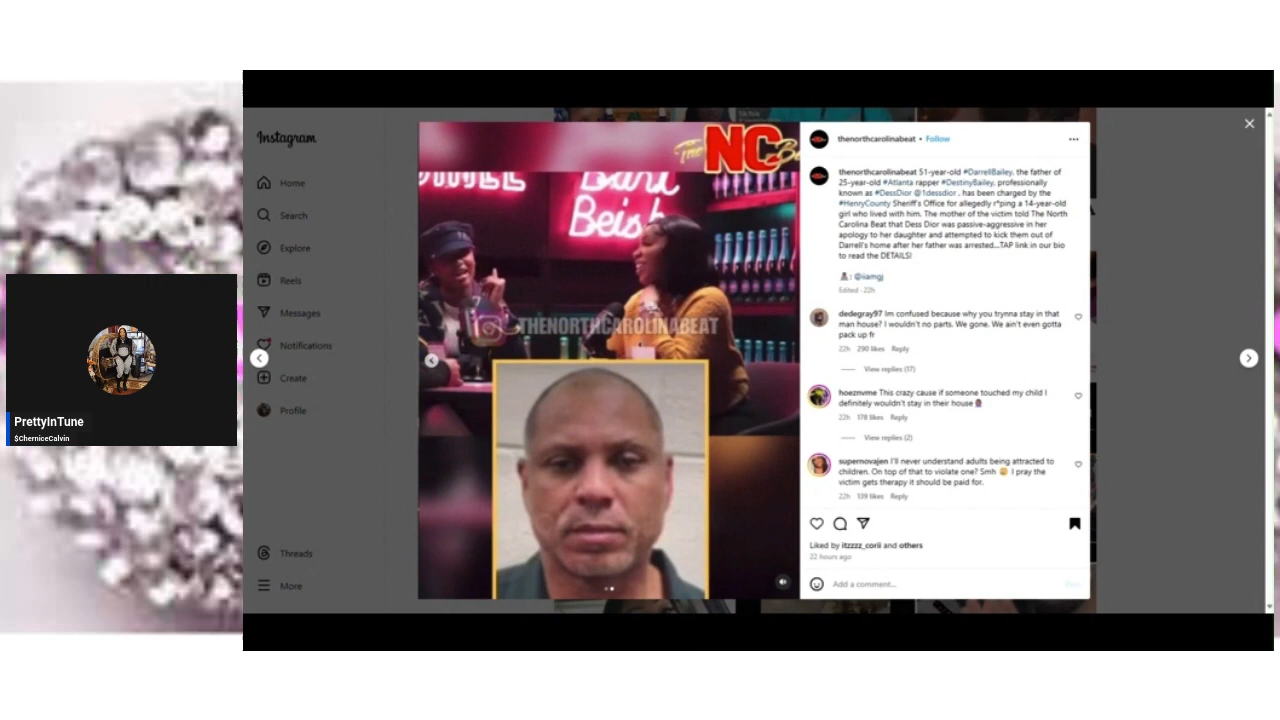 PrettyInTune
$CherniceCalvin
Instagram
Home
Search
Explore
Reels
Messages
Notifications
Create
Profile
Threads
More
The NC
Beish
THENORTHCAROLINABEAT
thenorthcarolinabeat • Follow
thenorthcarolinabeat 51-year-old #DarrellBailey, the father of
25-year-old #Atlanta rapper #DestinyBailey, professionally
known as #DessDior @1dessdior , has been charged by the
#HenryCounty Sheriff's Office for allegedly r*ping a 14-year-old
girl who lived with him. The mother of the victim told The North
Carolina Beat that Dess Dior was passive-aggressive in her
apology to her daughter and attempted to kick them out of
Darrell's home after her father was arrested...TAP link in our bio
to read the DETAILS!
: @iiamgj
Edited · 22h
dedegray97 Im confused because why you trynna stay in that
man house? I wouldn't no parts. We gone. We ain't even gotta
pack up fr
22h 290 likes Reply
View replies (17)
hoeznvme This crazy cause if someone touched my child I
definitely wouldn't stay in their house
22h 178 likes Reply
View replies (2)
supernovajen I'll never understand adults being attracted to
children. On top of that to violate one? Smh I pray the
victim gets therapy it should be paid for.
22h 139 likes Reply
Liked by itzzzz_corii and others
22 hours ago
Add a comment...